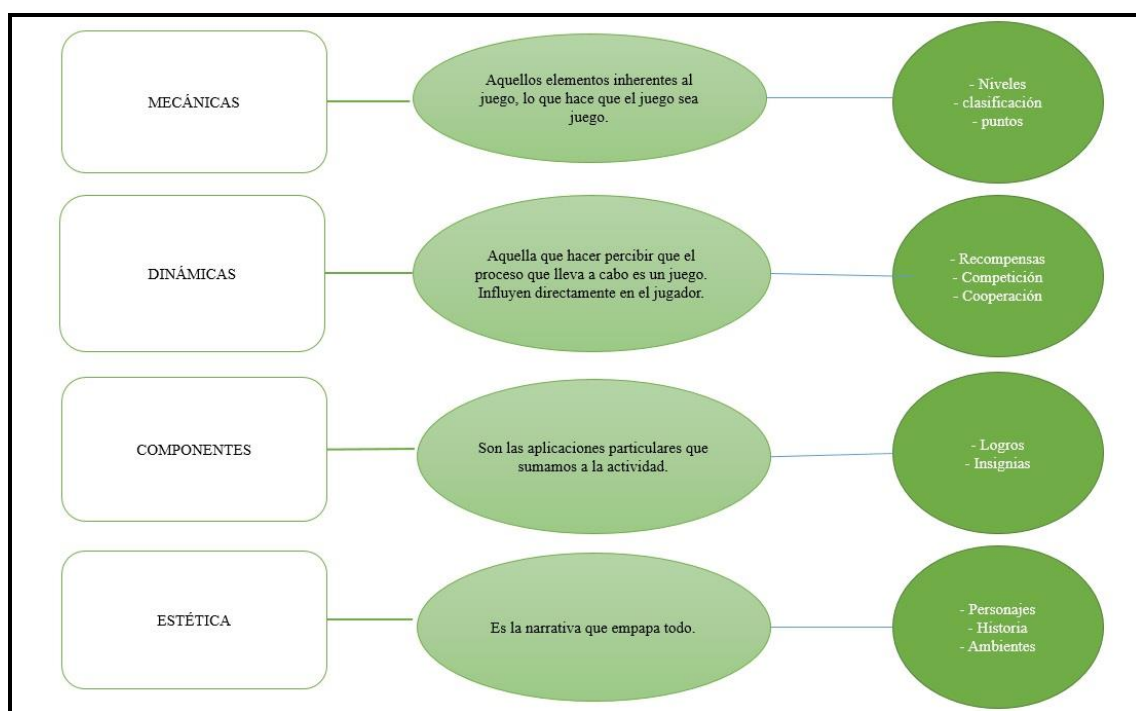 MECÁNICAS
Aquellos elementos inherentes al
juego, lo que hace que el juego sea
juego.
- Niveles
- clasificación
- puntos
DINÁMICAS
Aquella que hacer percibir que el
proceso que lleva a cabo es un juego.
Influyen directamente en el jugador.
- Recompensas
- Competición
- Cooperación
COMPONENTES
Son las aplicaciones particulares que
sumamos a la actividad.
- Logros
- Insignias
ESTÉTICA
Es la narrativa que empapa todo.
- Personajes
- Historia
- Ambientes